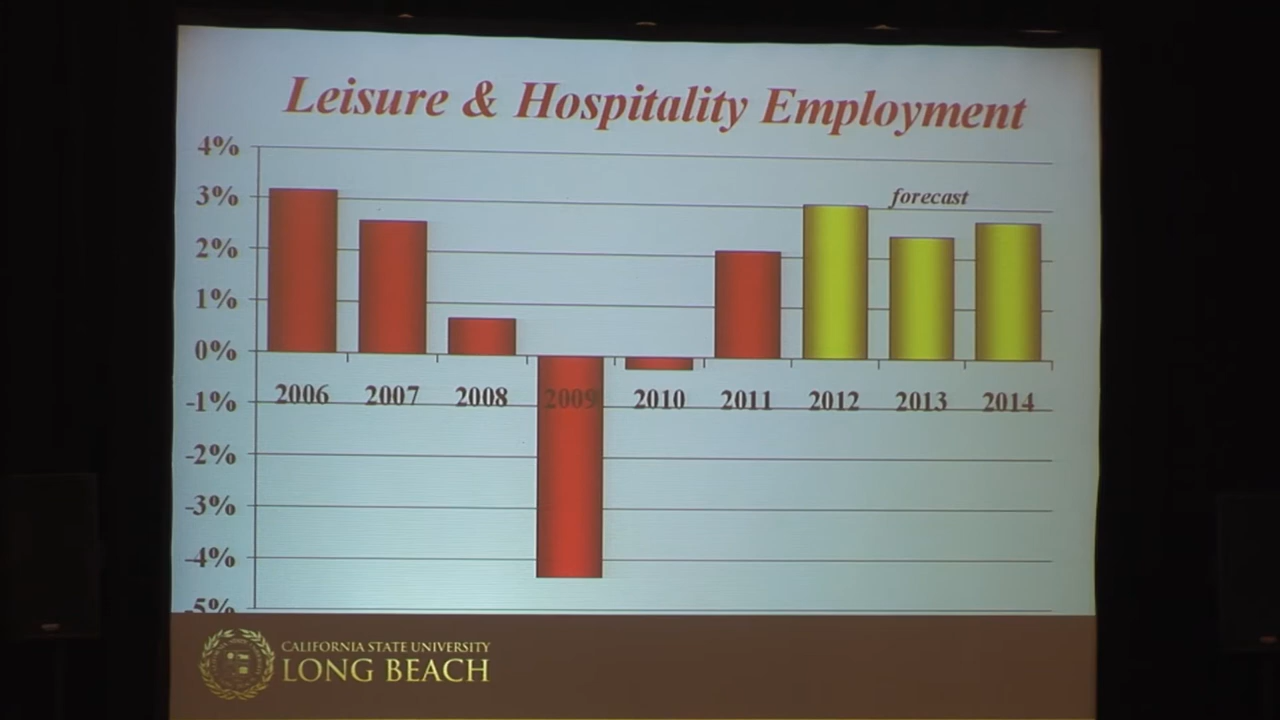 Leisure & Hospitality Employment
4%
3%
forecast
2%
1%
0%
2006 2007 2008 2009 2010 2011 2012 2013 2014
-1%
-2%
-3%
-4%
-5%
CALIFORNIA STATE UNIVERSITY
LONG BEACH